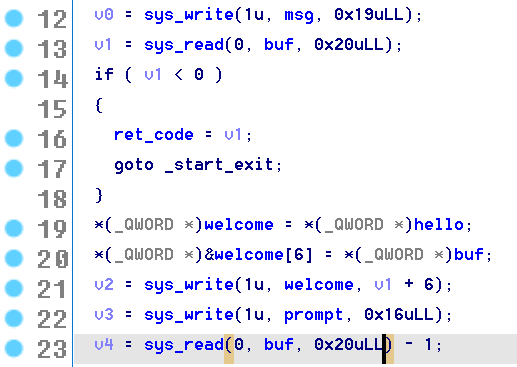 12 v0 = sys_write(1u, msg, 0x19uLL);
13 v1 = sys_read(0, buf, 0x20uLL);
14 if ( v1 < 0 )
15 {
16 ret_code = v1;
17 goto _start_exit;
18 }
19 *(_QWORD *)welcome = *(_QWORD *)hello;
20 *(_QWORD *)&welcome[6] = *(_QWORD *)buf;
21 v2 = sys_write(1u, welcome, v1 + 6);
22 v3 = sys_write(1u, prompt, 0x16uLL);
23 v4 = sys_read(0, buf, 0x20uLL) - 1;